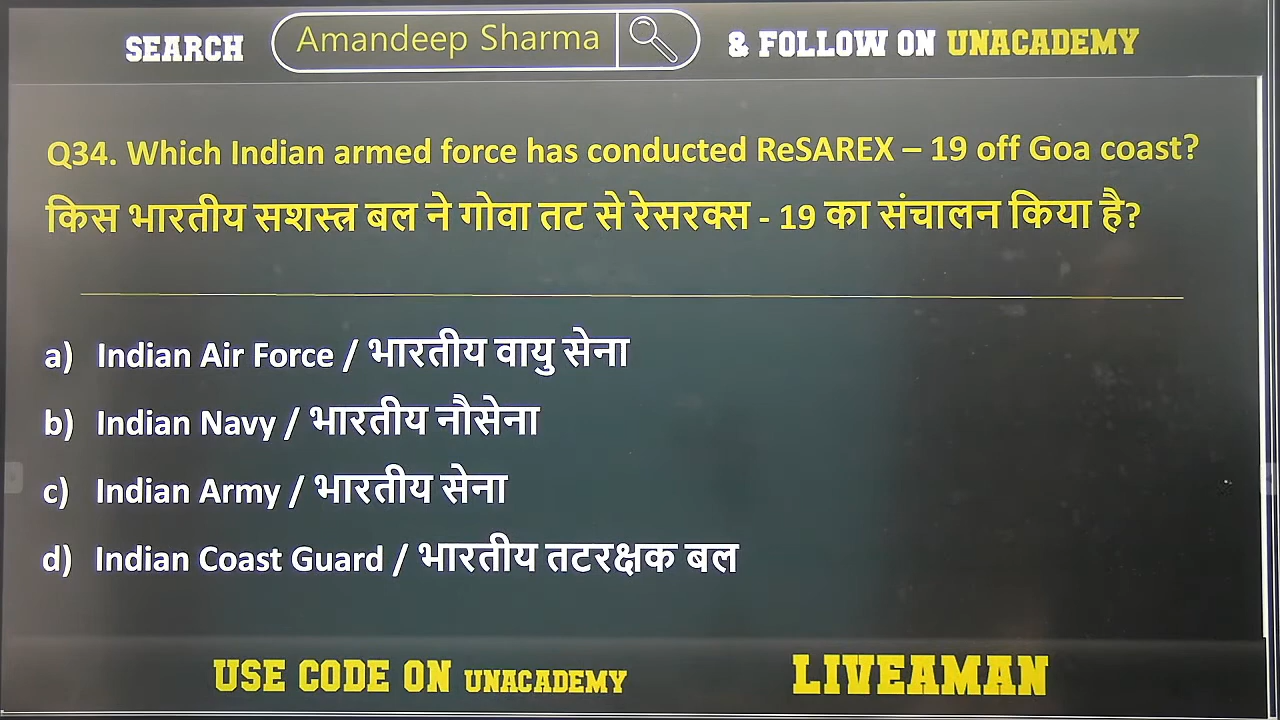 SEARCH Amandeep Sharma & FOLLOW ON UNACADEMY
Q34. Which Indian armed force has conducted ReSAREX – 19 off Goa coast?
किस भारतीय सशस्त्र बल ने गोवा तट से रेसरक्स - 19 का संचालन किया है?
a) Indian Air Force / भारतीय वायु सेना
b) Indian Navy / भारतीय नौसेना
c) Indian Army / भारतीय सेना
d) Indian Coast Guard / भारतीय तटरक्षक बल
USE CODE ON UNACADEMY LIVEAMAN